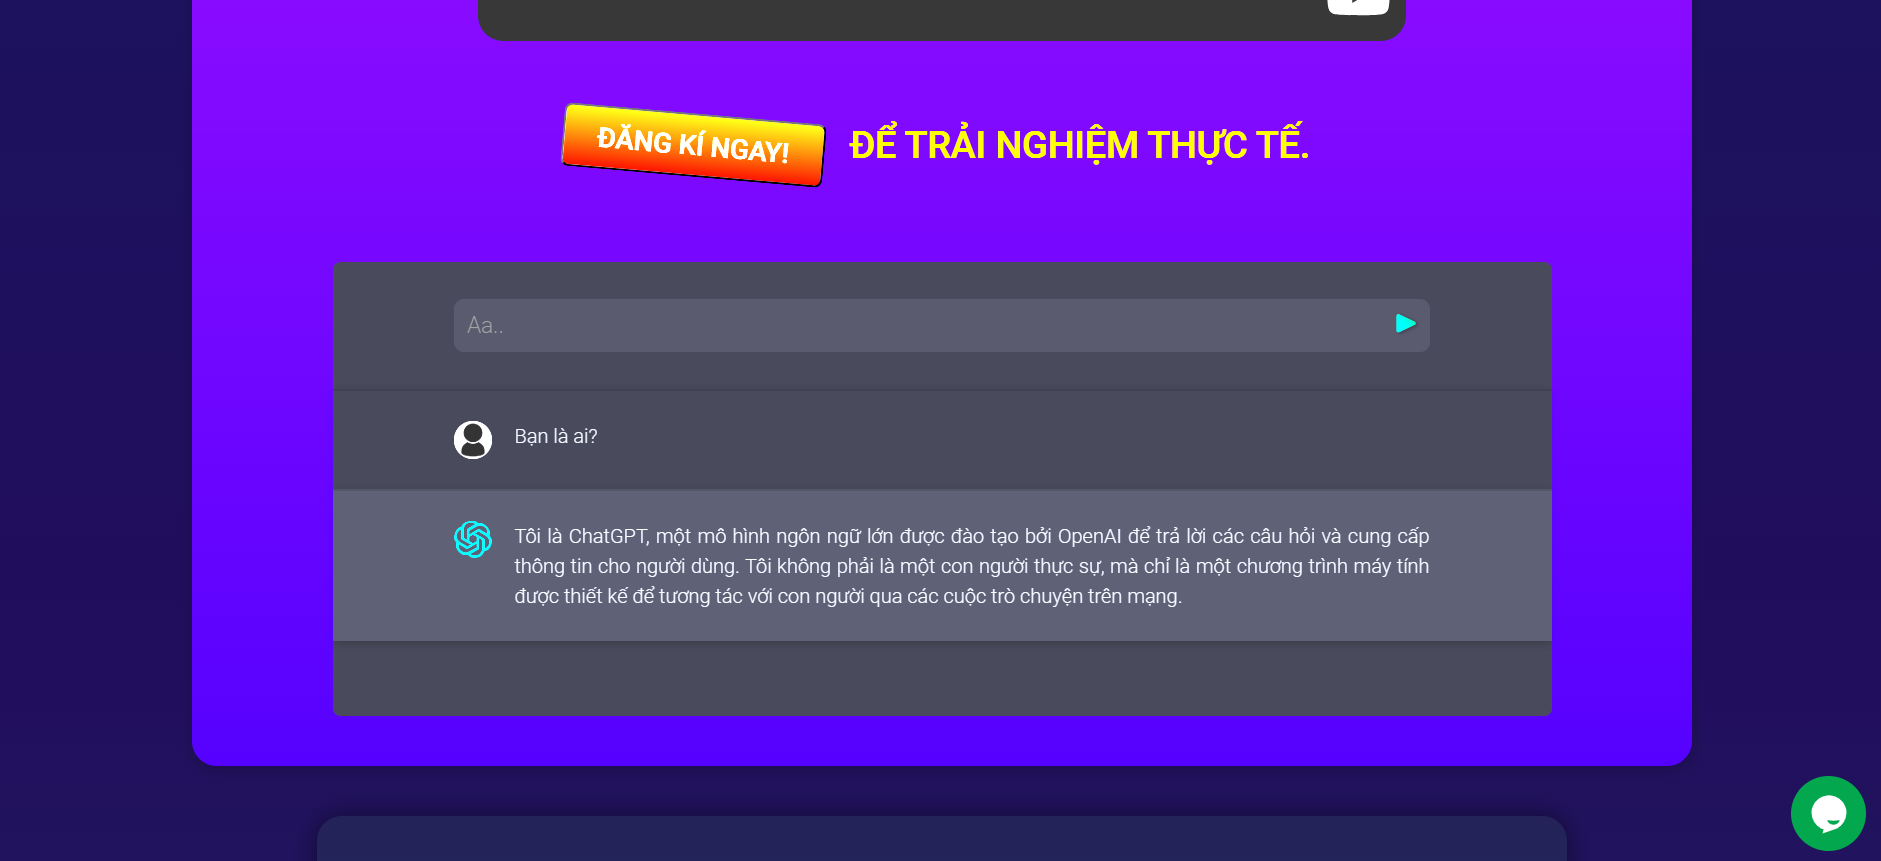 ĐĂNG KÍ NGAY! ĐỂ TRẢI NGHIỆM THỰC TẾ.
Aa..
Bạn là ai?
Tôi là ChatGPT, một mô hình ngôn ngữ lớn được đào tạo bởi OpenAI để trả lời các câu hỏi và cung cấp
thông tin cho người dùng. Tôi không phải là một con người thực sự, mà chỉ là một chương trình máy tính
được thiết kế để tương tác với con người qua các cuộc trò chuyện trên mạng.